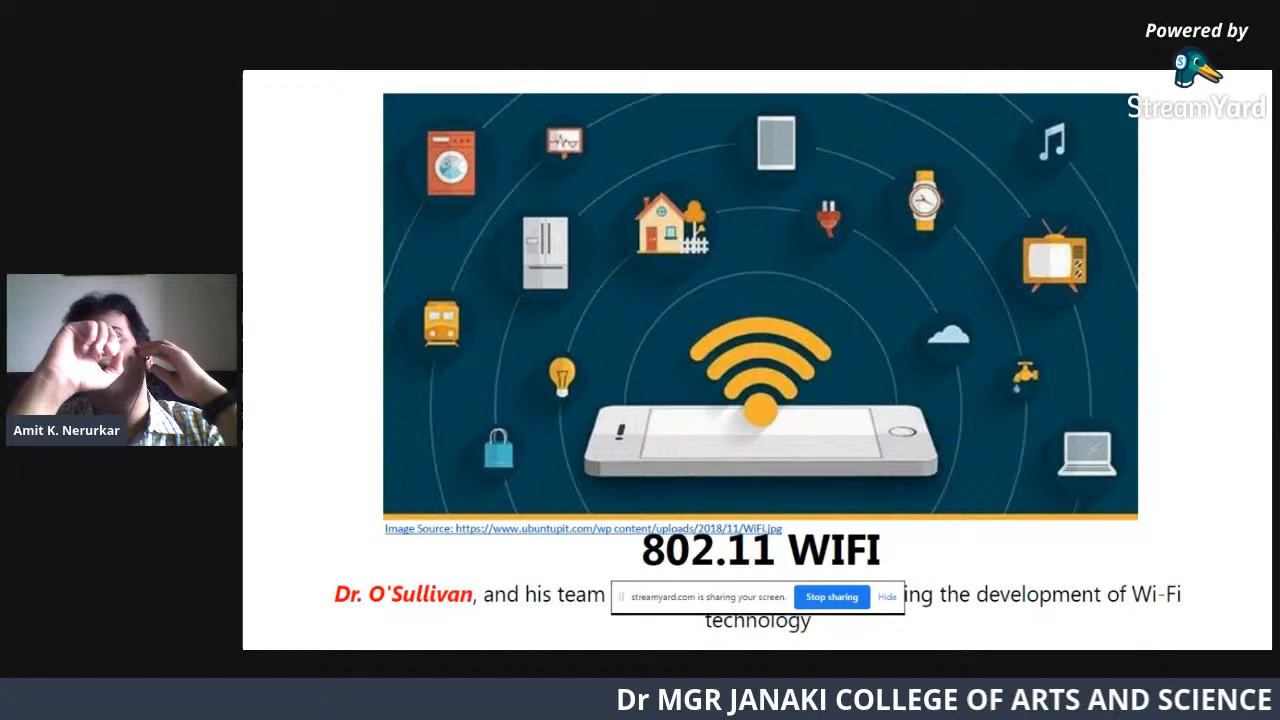 Powered by
StreamYard
Amit K. Nerurkar
Image Source: https://www.ubuntupit.com/wp content/uploads/2018/11/WiFi.jpg
802.11 WIFI
Dr. O'Sullivan, and his team
streamyard.com is sharing your screen.
Stop sharing
Hide
ing the development of Wi-Fi
technology
Dr MGR JANAKI COLLEGE OF ARTS AND SCIENCE